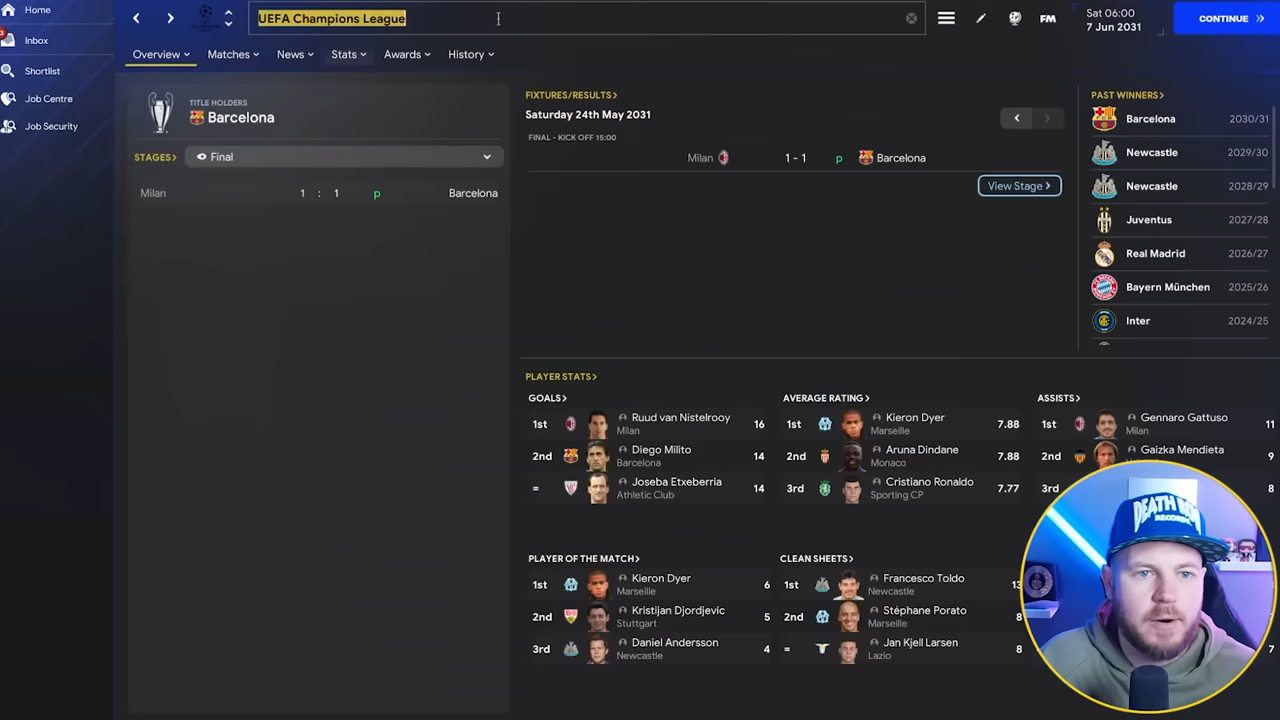 Home
UEFA Champions League
FM
Sat 06:00
7 Jun 2031
CONTINUE
3
Inbox
Shortlist
Job Centre
Job Security
Overview
Matches
News
Stats
Awards
History
TITLE HOLDERS
Barcelona
STAGES
Final
Milan 1 : 1 p Barcelona
FIXTURES/RESULTS
Saturday 24th May 2031
FINAL - KICK OFF 15:00
Milan 1 - 1 p Barcelona
View Stage
PAST WINNERS
Barcelona 2030/31
Newcastle 2029/30
Newcastle 2028/29
Juventus 2027/28
Real Madrid 2026/27
Bayern München 2025/26
Inter 2024/25
PLAYER STATS
GOALS
1st Ruud van Nistelrooy 16
Milan
2nd Diego Milito 14
Barcelona
= Joseba Etxeberria 14
Athletic Club
AVERAGE RATING
1st Kieron Dyer 7.88
Marseille
2nd Aruna Dindane 7.88
Monaco
3rd Cristiano Ronaldo 7.77
Sporting CP
ASSISTS
1st Gennaro Gattuso 11
Milan
2nd Gaizka Mendieta 9
3rd 8
PLAYER OF THE MATCH
1st Kieron Dyer 6
Marseille
2nd Kristijan Djordjevic 5
Stuttgart
3rd Daniel Andersson 4
Newcastle
CLEAN SHEETS
1st Francesco Toldo 13
Newcastle
2nd Stéphane Porato 8
Marseille
= Jan Kjell Larsen 8
Lazio
7
DEATH ROW
RECORDS